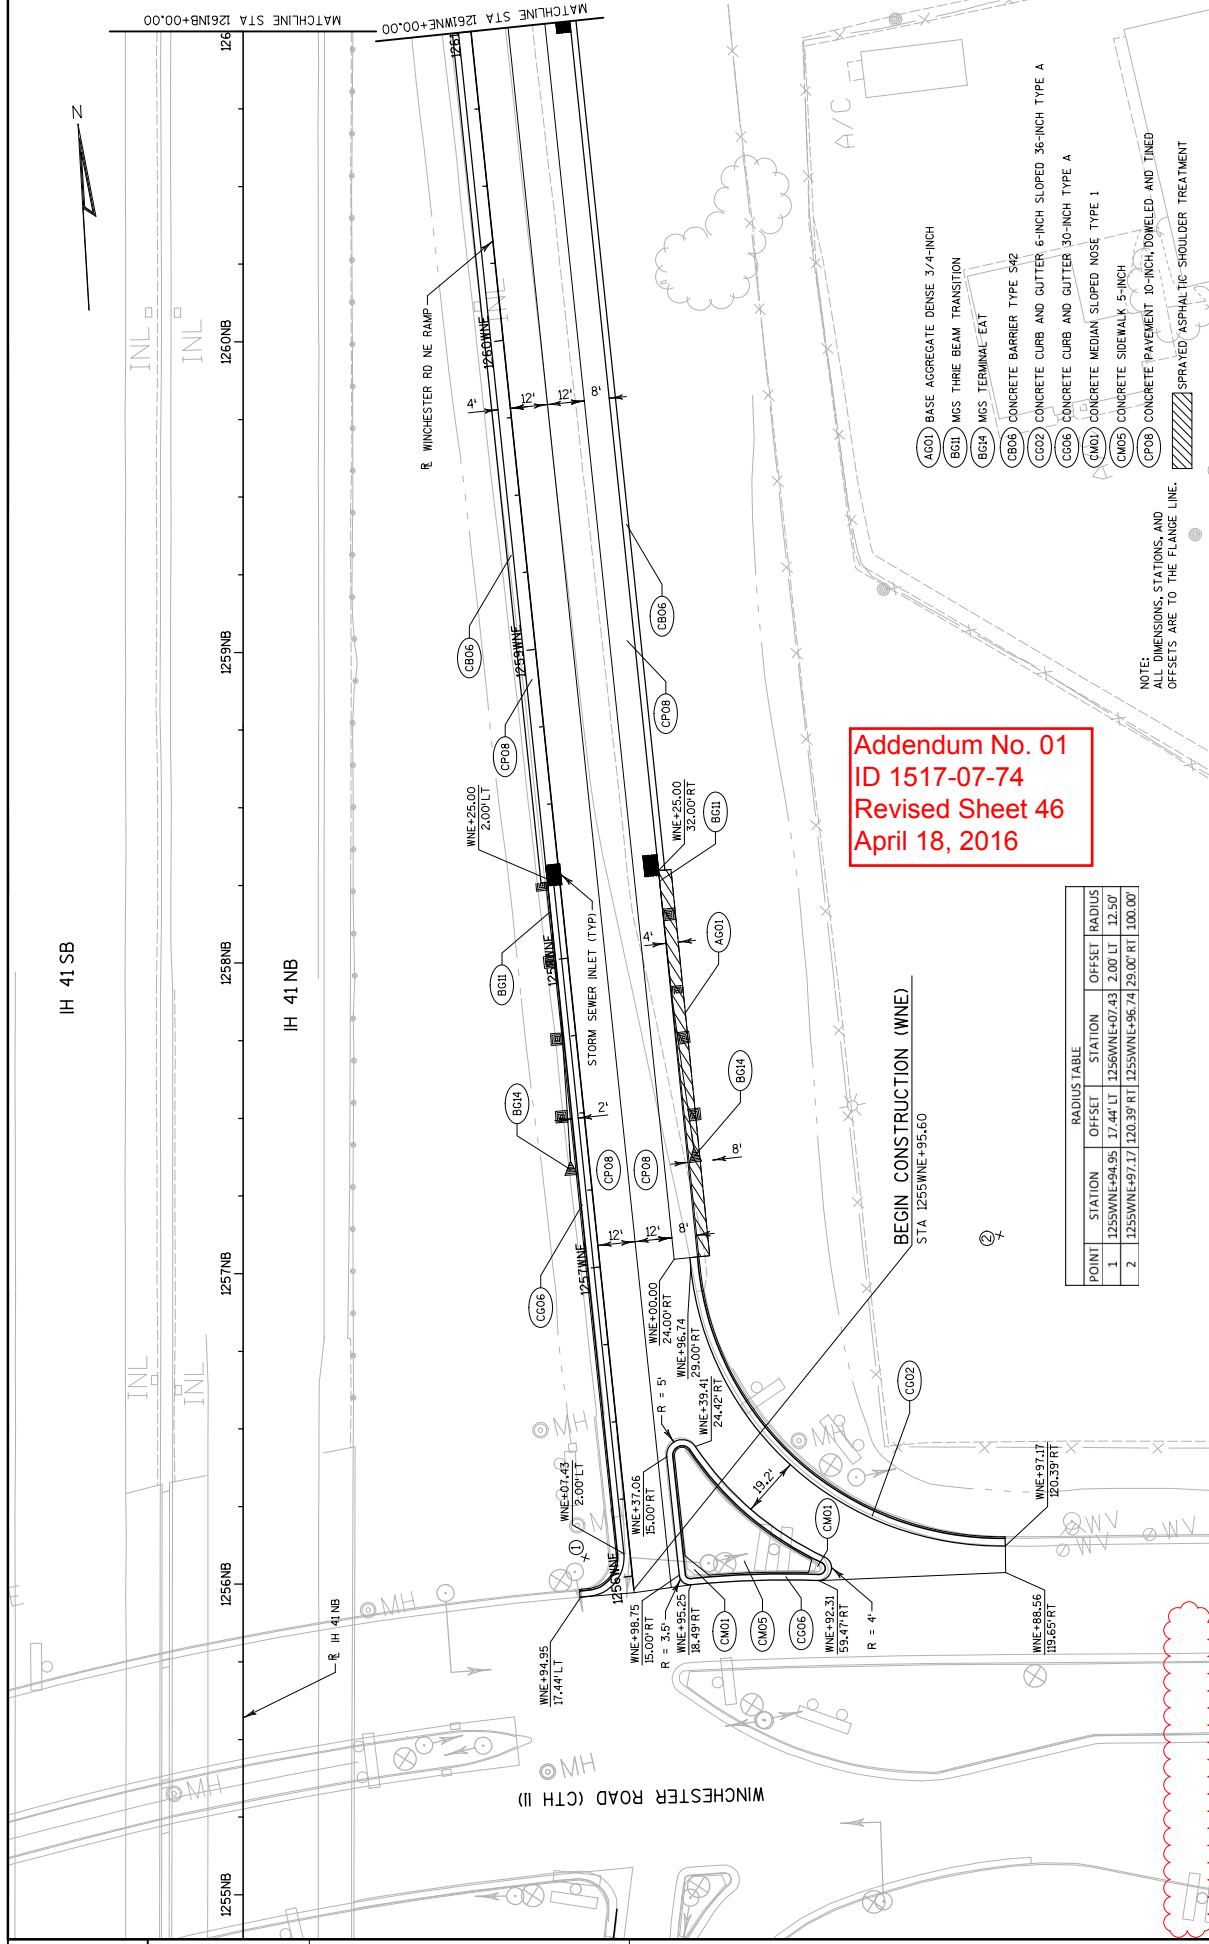 MATCHLINE STA 1261NB+00.00
MATCHLINE STA 1261WNE+00.00
N
IH 41 SB
IH 41 NB
1255NB
1256NB
1257NB
1258NB
1259NB
1260NB
126
INL
INL
INL
INL
INL
1256WNE
1257WNE
1259WNE
1260WNE
1261
WINCHESTER RD NE RAMP
4'
12'
12'
8'
CB06
CP08
CB06
CP08
WNE+25.00
2.00' LT
WNE+25.00
32.00' RT
BG11
BG11
AG01
4'
STORM SEWER INLET (TYP)
BG14
BG14
2'
8'
CP08
CP08
12'
12'
8'
CG06
WNE+00.00
24.00' RT
WNE+96.74
29.00' RT
R = 5'
WNE+39.41
24.42' RT
WNE+07.43
2.00' LT
WNE+37.06
15.00' RT
1
19.2'
CG02
CM01
WNE+97.17
120.39' RT
WNE+94.95
17.44' LT
WNE+98.75
15.00' RT
R = 3.5'
WNE+95.25
18.49' RT
CM01
CM05
CG06
WNE+92.31
59.47' RT
R = 4'
WNE+88.56
119.65' RT
IH 41 NB
MH
MH
MH
MH
MH
MH
WV
WV
WINCHESTER ROAD (CTH II)
BEGIN CONSTRUCTION (WNE)
STA 1255WNE+95.60
2
A/C
AG01 BASE AGGREGATE DENSE 3/4-INCH
BG11 MGS THRIE BEAM TRANSITION
BG14 MGS TERMINAL EAT
CB06 CONCRETE BARRIER TYPE S42
CG02 CONCRETE CURB AND GUTTER 6-INCH SLOPED 36-INCH TYPE A
CG06 CONCRETE CURB AND GUTTER 30-INCH TYPE A
CM01 CONCRETE MEDIAN SLOPED NOSE TYPE 1
CM05 CONCRETE SIDEWALK 5-INCH
CP08 CONCRETE PAVEMENT 10-INCH, DOWELED AND TINED
SPRAYED ASPHALTIC SHOULDER TREATMENT
NOTE:
ALL DIMENSIONS, STATIONS, AND
OFFSETS ARE TO THE FLANGE LINE.
Addendum No. 01
ID 1517-07-74
Revised Sheet 46
April 18, 2016
RADIUS TABLE
POINT STATION OFFSET STATION OFFSET RADIUS
1 1255WNE+94.95 17.44' LT 1256WNE+07.43 2.00' LT 12.50'
2 1255WNE+97.17 120.39' RT 1255WNE+96.74 29.00' RT 100.00'